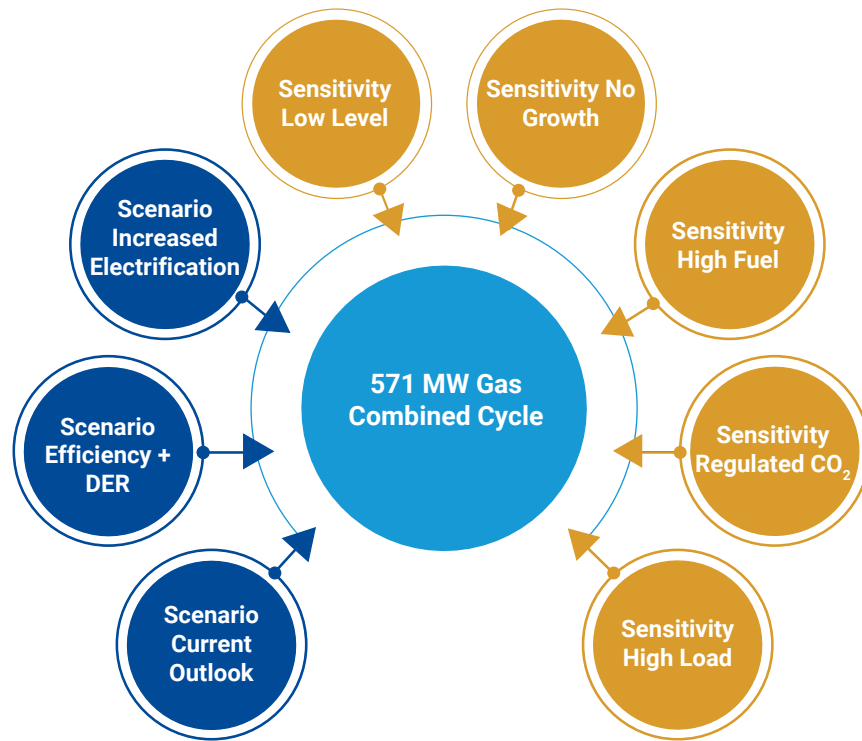 Sensitivity
Low Level
Sensitivity No
Growth
Scenario
Increased
Electrification
Sensitivity
High Fuel
571 MW Gas
Combined Cycle
Scenario
Efficiency +
DER
Sensitivity
Regulated CO₂
Scenario
Current
Outlook
Sensitivity
High Load